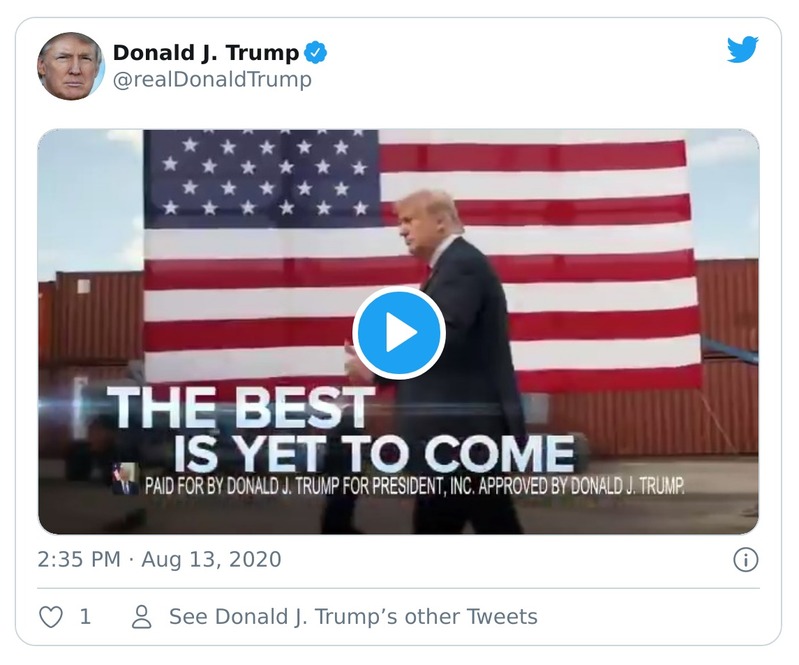 Donald J. Trump
@realDonaldTrump
THE BEST
IS YET TO COME
PAID FOR BY DONALD J. TRUMP FOR PRESIDENT, INC. APPROVED BY DONALD J. TRUMP.
2:35 PM · Aug 13, 2020
1
See Donald J. Trump’s other Tweets